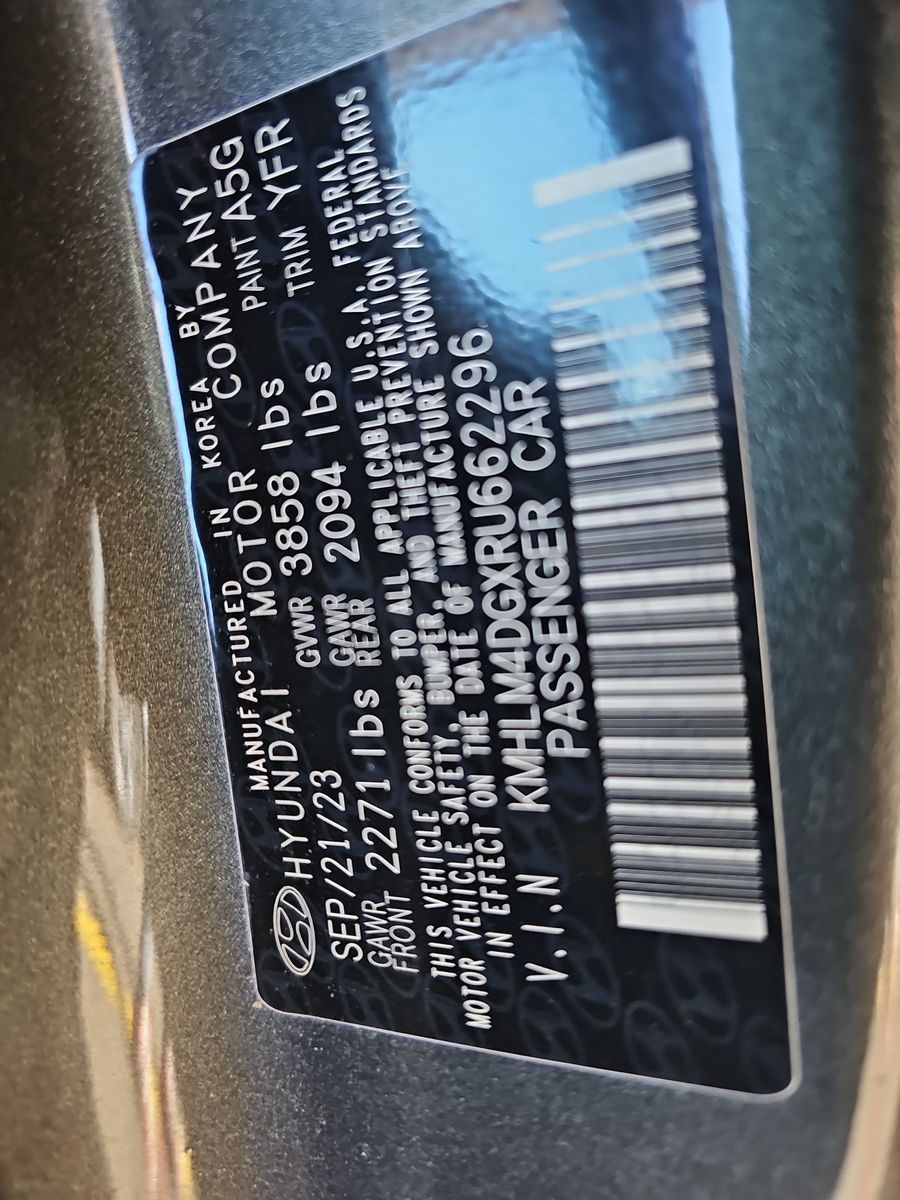 MANUFACTURED IN KOREA BY
HYUNDAI MOTOR COMPANY
SEP/21/23 GVWR 3858 lbs PAINT A5G
GAWR FRONT 2271 lbs GAWR REAR 2094 lbs TRIM YFR
THIS VEHICLE CONFORMS TO ALL APPLICABLE U.S.A. FEDERAL
MOTOR VEHICLE SAFETY, BUMPER, AND THEFT PREVENTION STANDARDS
IN EFFECT ON THE DATE OF MANUFACTURE SHOWN ABOVE.
V.I.N KMHLM4DGXRU662296
PASSENGER CAR